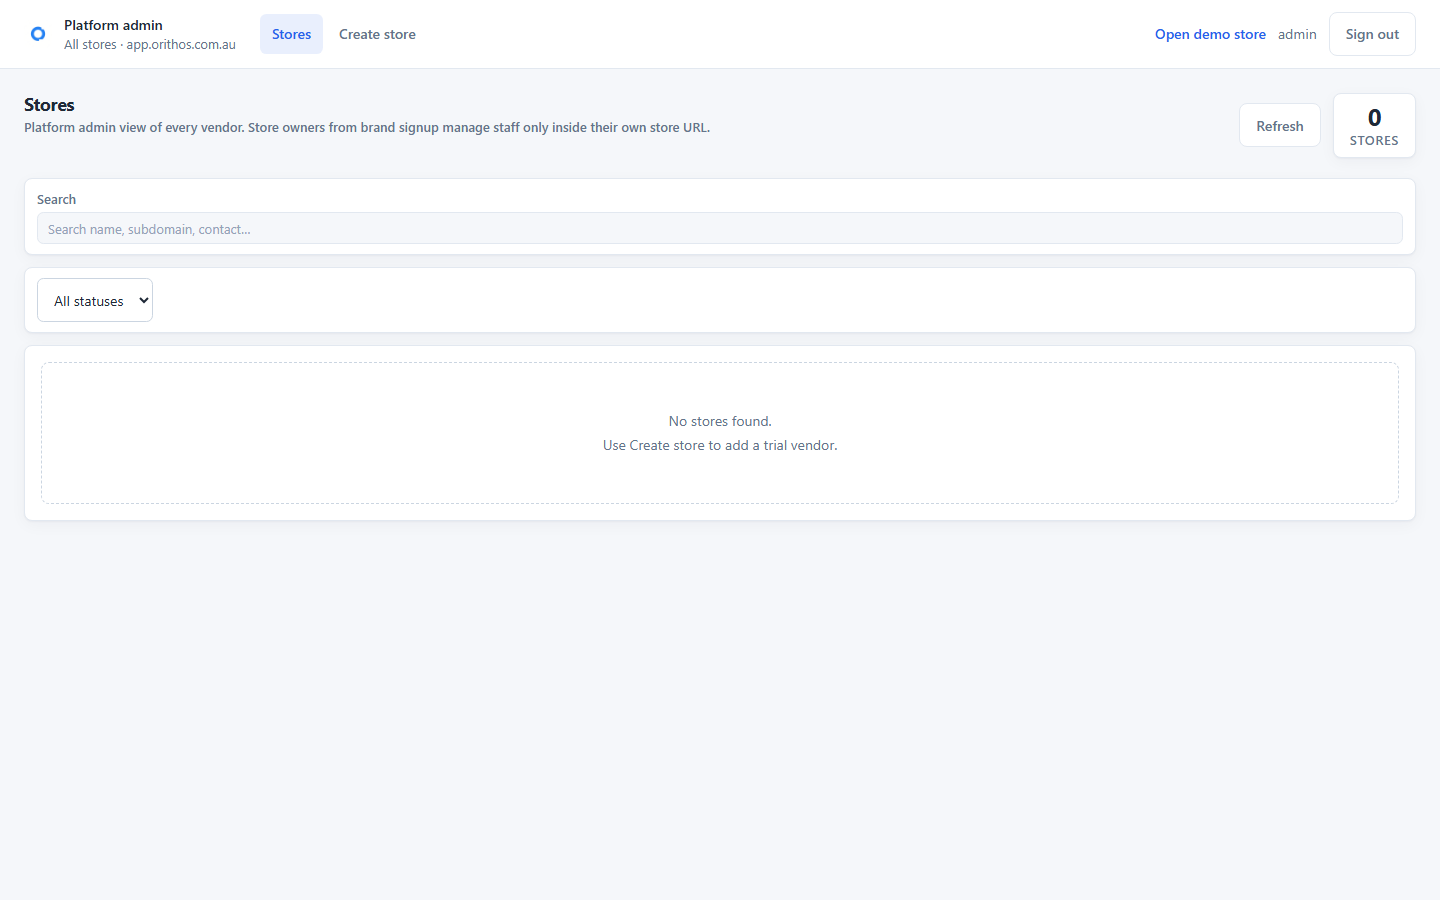 Platform admin
All stores · app.orithos.com.au
Stores
Create store
Open demo store
admin
Sign out
Stores
Platform admin view of every vendor. Store owners from brand signup manage staff only inside their own store URL.
Refresh
0
STORES
Search
Search name, subdomain, contact...
All statuses
No stores found.
Use Create store to add a trial vendor.